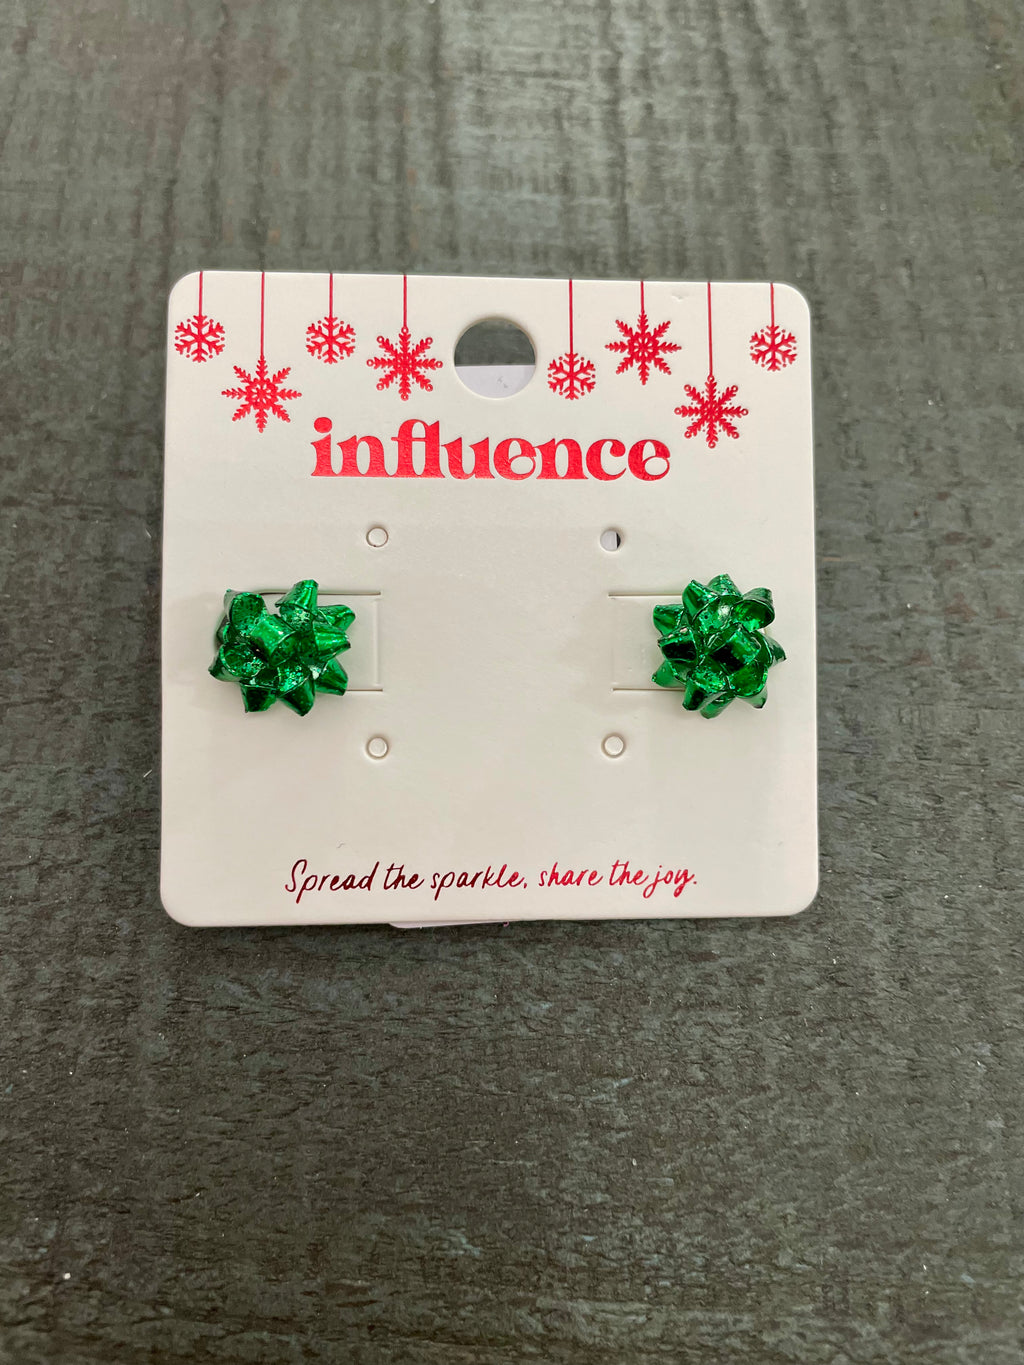 influence
Spread the sparkle, share the joy.